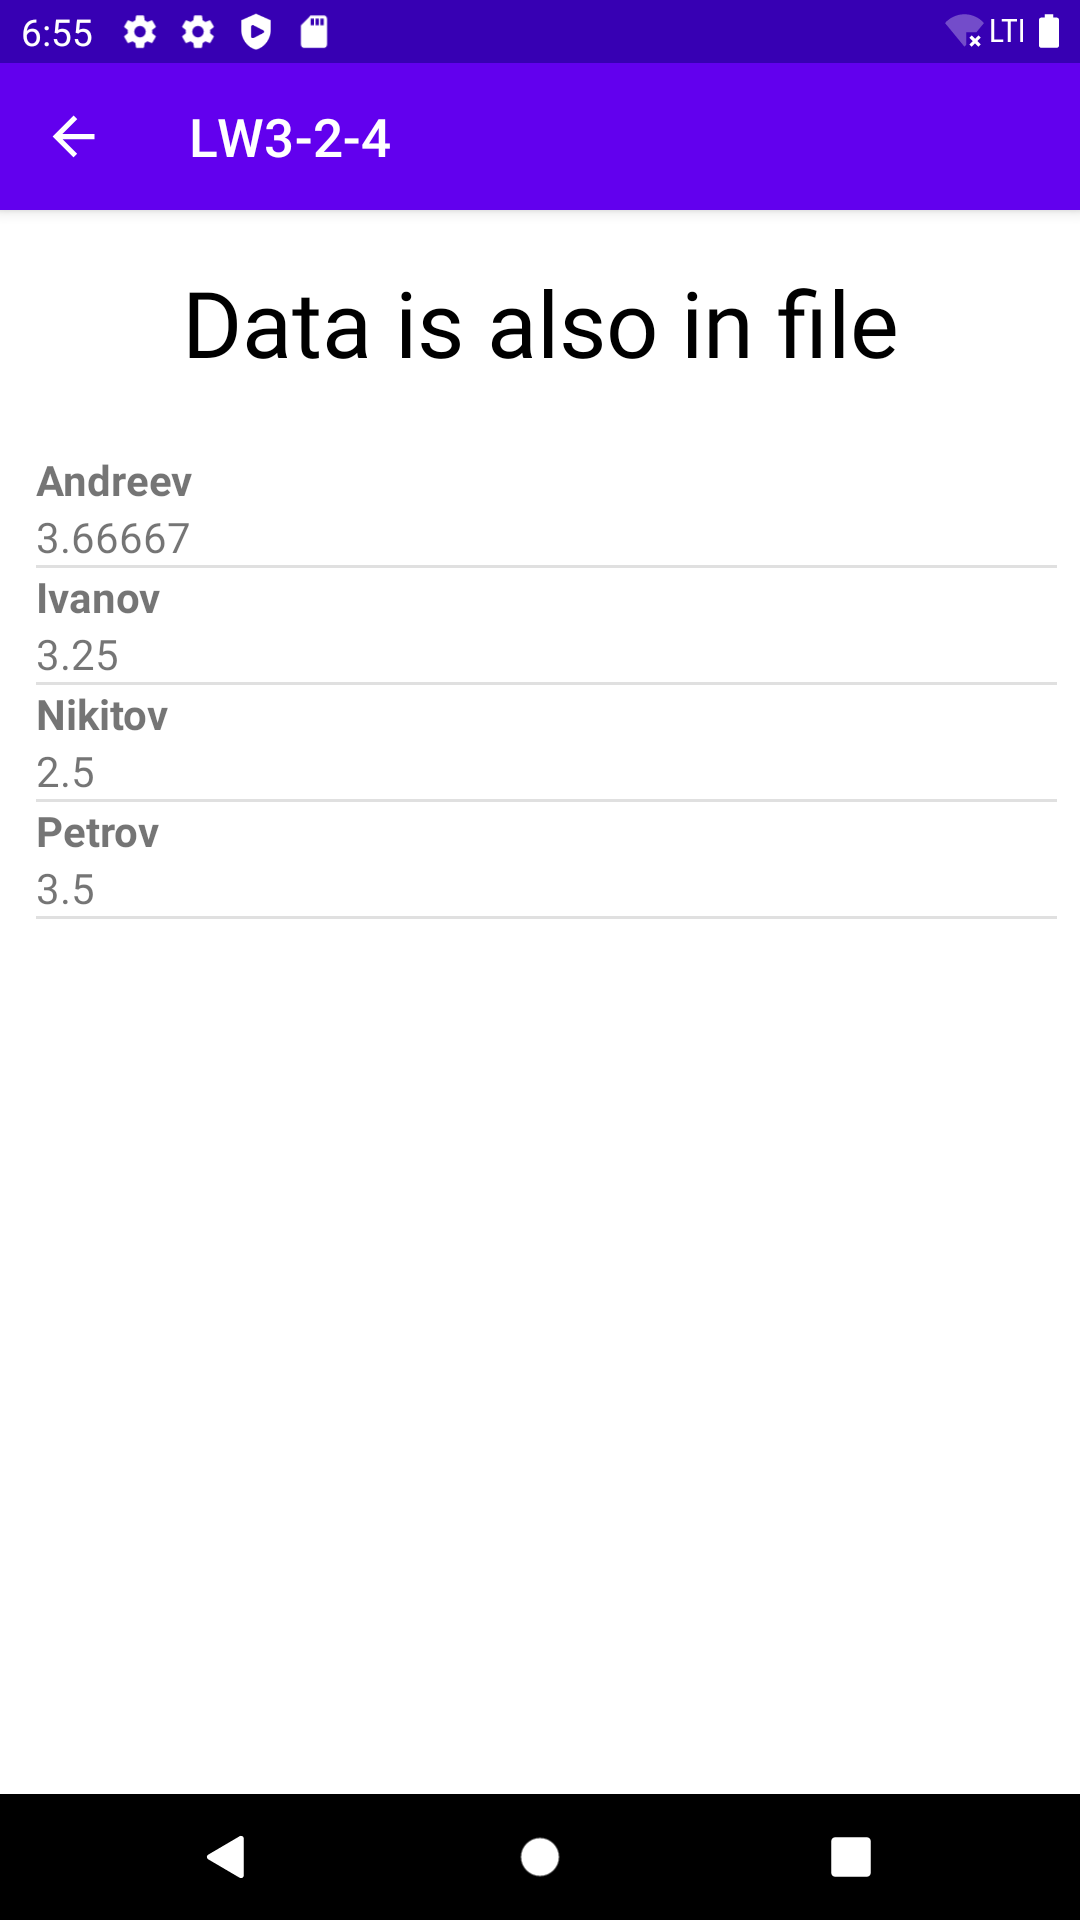 6:55 LTI
LW3-2-4
Data is also in file
Andreev
3.66667
Ivanov
3.25
Nikitov
2.5
Petrov
3.5